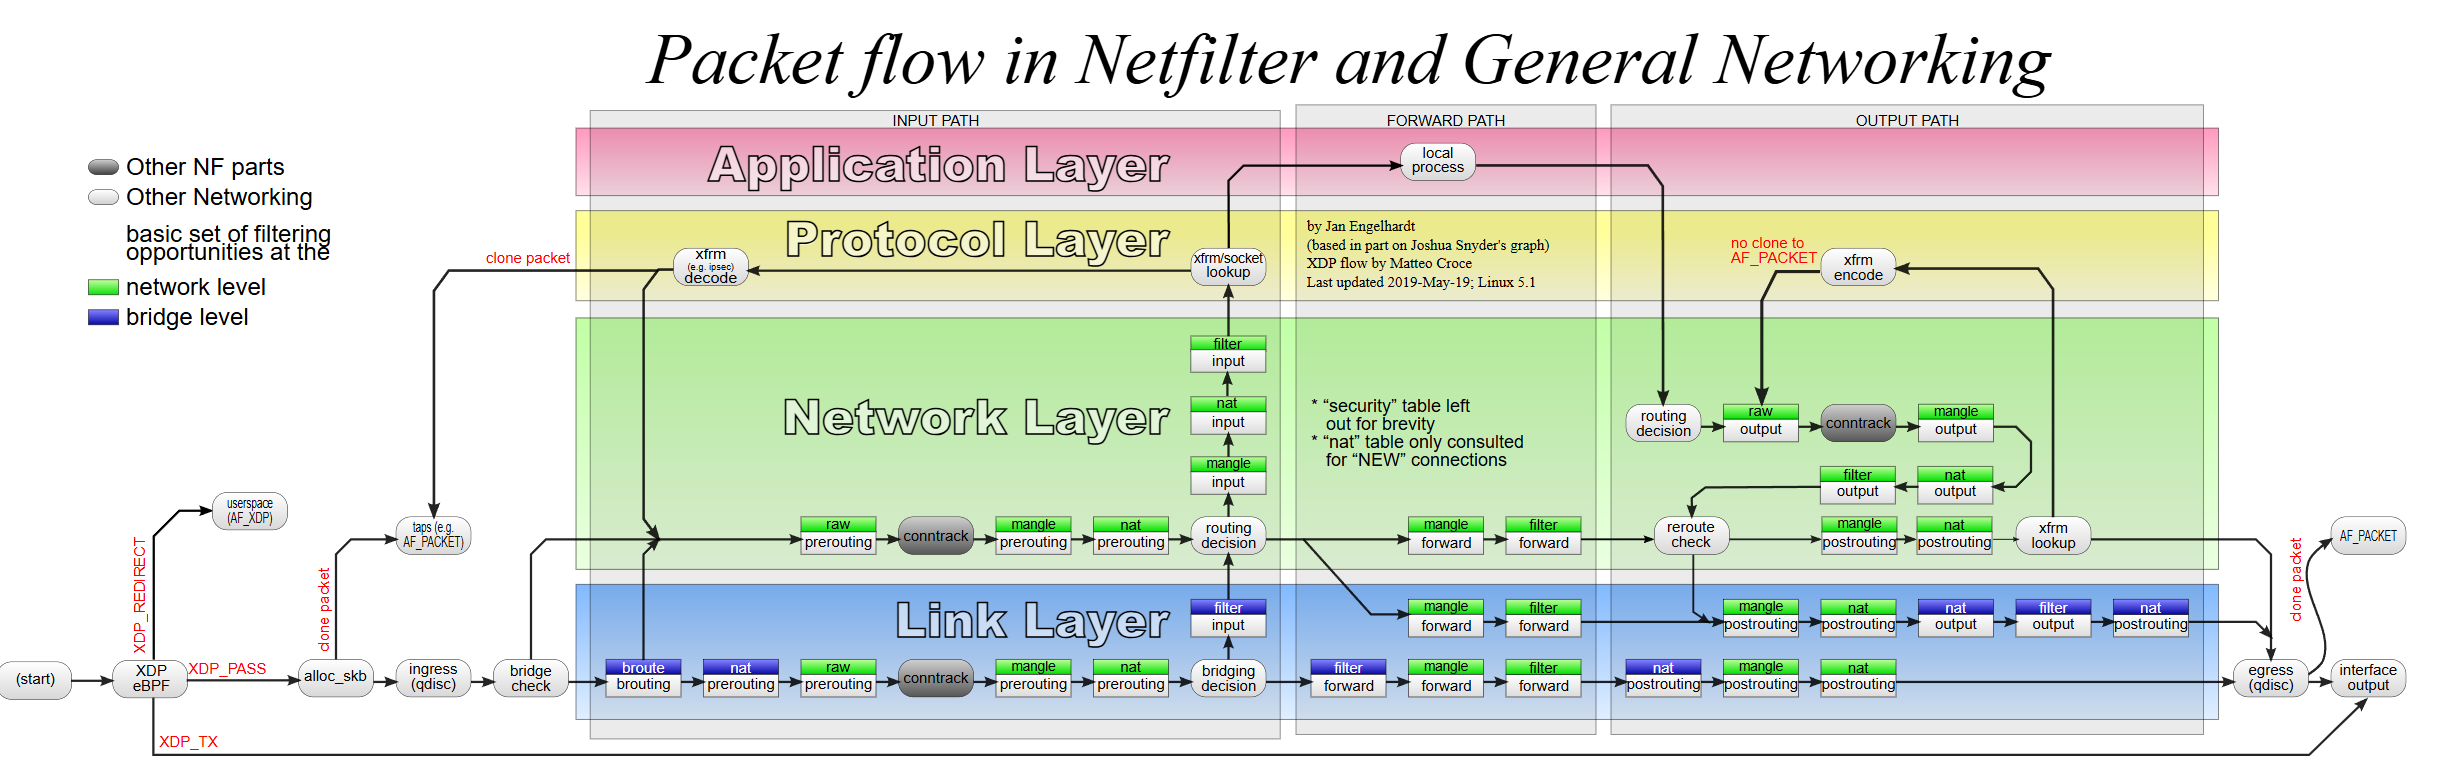 Packet flow in Netfilter and General Networking
INPUT PATH
FORWARD PATH
OUTPUT PATH
Other NF parts
Other Networking
basic set of filtering
opportunities at the
network level
bridge level
Application Layer
local
process
Protocol Layer
by Jan Engelhardt
(based in part on Joshua Snyder's graph)
XDP flow by Matteo Croce
Last updated 2019-May-19; Linux 5.1
clone packet
xfrm
(e.g. ipsec)
decode
xfrm/socket
lookup
no clone to
AF_PACKET
xfrm
encode
Network Layer
filter
input
nat
input
mangle
input
* “security” table left
out for brevity
* “nat” table only consulted
for “NEW” connections
routing
decision
raw
output
conntrack
mangle
output
filter
output
nat
output
userspace
(AF_XDP)
taps (e.g.
AF_PACKET)
raw
prerouting
conntrack
mangle
prerouting
nat
prerouting
routing
decision
mangle
forward
filter
forward
reroute
check
mangle
postrouting
nat
postrouting
xfrm
lookup
AF_PACKET
XDP_REDIRECT
clone packet
clone packet
Link Layer
filter
input
mangle
forward
filter
forward
mangle
postrouting
nat
postrouting
nat
output
filter
output
nat
postrouting
(start)
XDP
eBPF
XDP_PASS
alloc_skb
ingress
(qdisc)
bridge
check
broute
brouting
nat
prerouting
raw
prerouting
conntrack
mangle
prerouting
nat
prerouting
bridging
decision
filter
forward
mangle
forward
filter
forward
nat
postrouting
mangle
postrouting
nat
postrouting
egress
(qdisc)
interface
output
XDP_TX